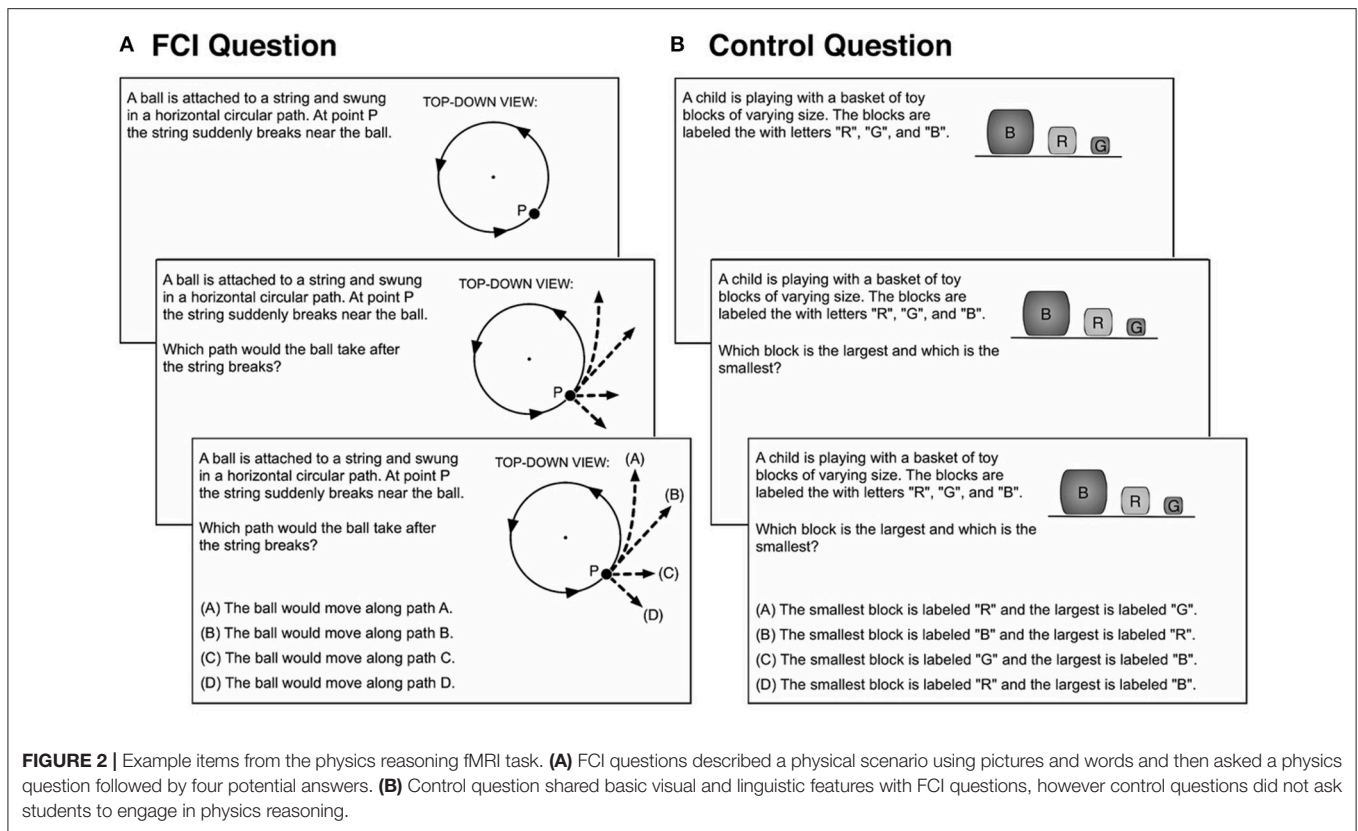 A FCI Question
A ball is attached to a string and swung
in a horizontal circular path. At point P
the string suddenly breaks near the ball.
TOP-DOWN VIEW:
P
A ball is attached to a string and swung
in a horizontal circular path. At point P
the string suddenly breaks near the ball.
Which path would the ball take after
the string breaks?
TOP-DOWN VIEW:
P
A ball is attached to a string and swung
in a horizontal circular path. At point P
the string suddenly breaks near the ball.
Which path would the ball take after
the string breaks?
TOP-DOWN VIEW:
(A)
(B)
P
(C)
(D)
(A) The ball would move along path A.
(B) The ball would move along path B.
(C) The ball would move along path C.
(D) The ball would move along path D.
B Control Question
A child is playing with a basket of toy
blocks of varying size. The blocks are
labeled the with letters "R", "G", and "B".
B R G
A child is playing with a basket of toy
blocks of varying size. The blocks are
labeled the with letters "R", "G", and "B".
Which block is the largest and which is the
smallest?
B R G
A child is playing with a basket of toy
blocks of varying size. The blocks are
labeled the with letters "R", "G", and "B".
Which block is the largest and which is the
smallest?
B R G
(A) The smallest block is labeled "R" and the largest is labeled "G".
(B) The smallest block is labeled "B" and the largest is labeled "R".
(C) The smallest block is labeled "G" and the largest is labeled "B".
(D) The smallest block is labeled "R" and the largest is labeled "B".
FIGURE 2 | Example items from the physics reasoning fMRI task. (A) FCI questions described a physical scenario using pictures and words and then asked a physics
question followed by four potential answers. (B) Control question shared basic visual and linguistic features with FCI questions, however control questions did not ask
students to engage in physics reasoning.